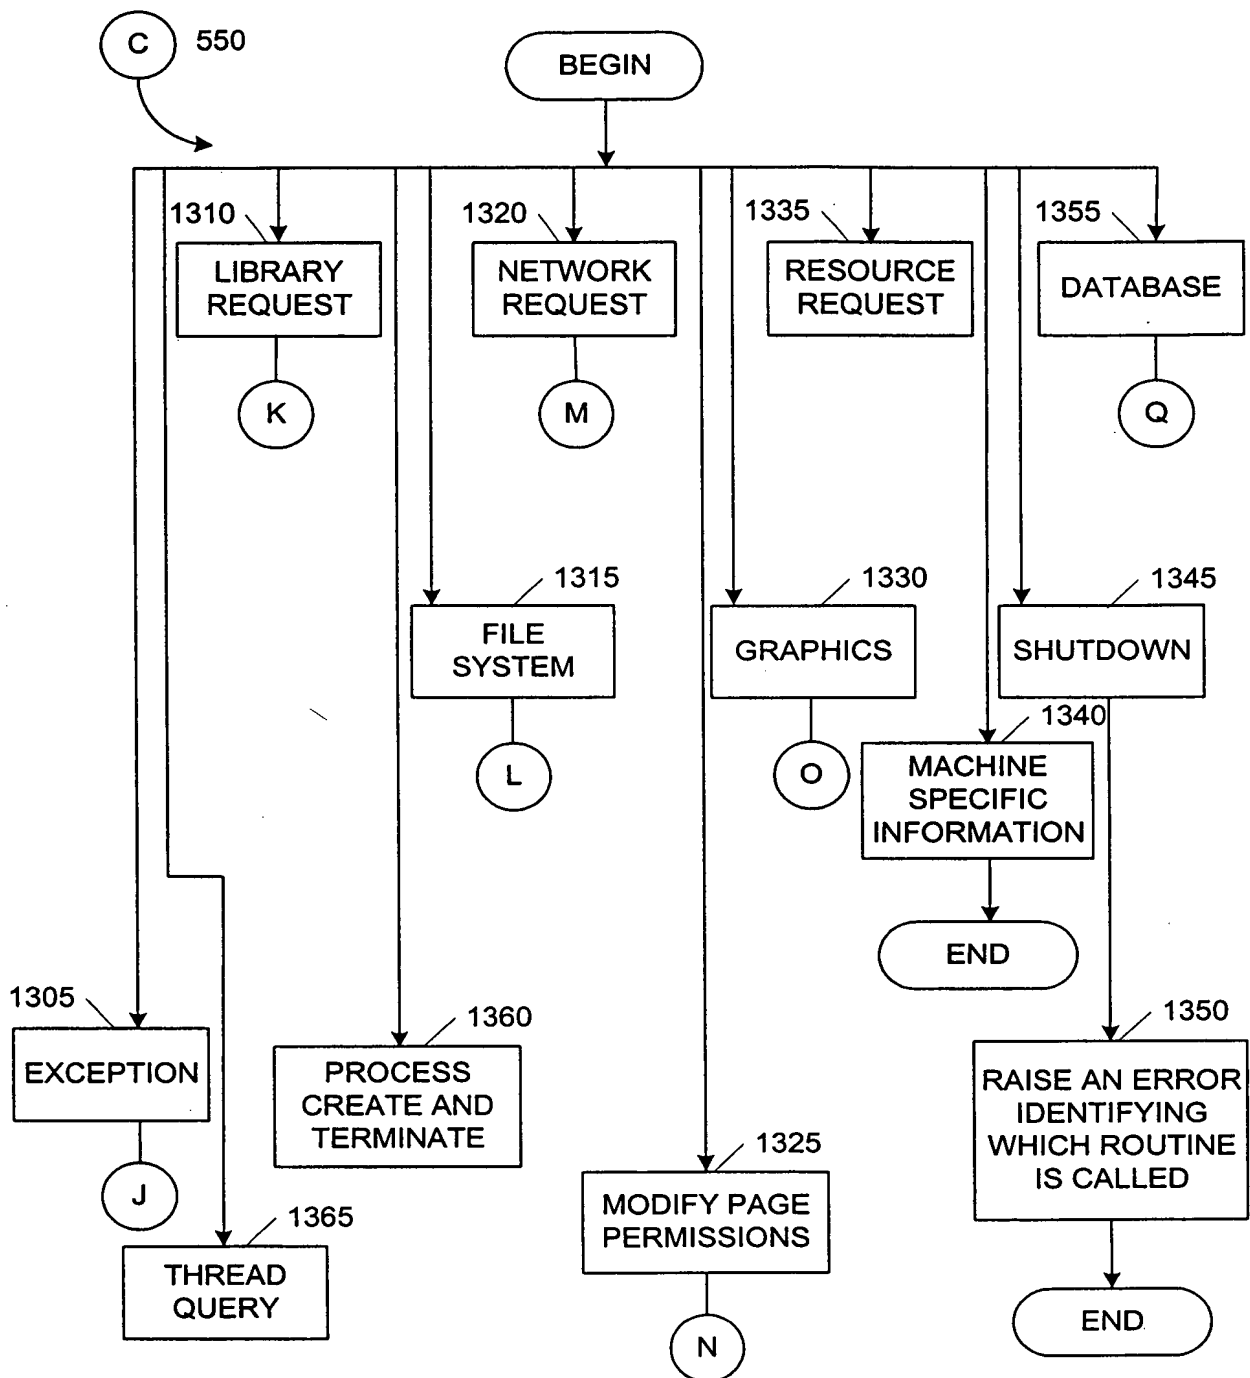 C
550
BEGIN
1310
1320
1335
1355
LIBRARY
REQUEST
NETWORK
REQUEST
RESOURCE
REQUEST
DATABASE
K
M
Q
1315
1330
1345
FILE
SYSTEM
GRAPHICS
SHUTDOWN
1340
L
O
MACHINE
SPECIFIC
INFORMATION
END
1305
1360
1350
EXCEPTION
PROCESS
CREATE AND
TERMINATE
RAISE AN ERROR
IDENTIFYING
WHICH ROUTINE
IS CALLED
1325
J
MODIFY PAGE
PERMISSIONS
1365
THREAD
QUERY
END
N